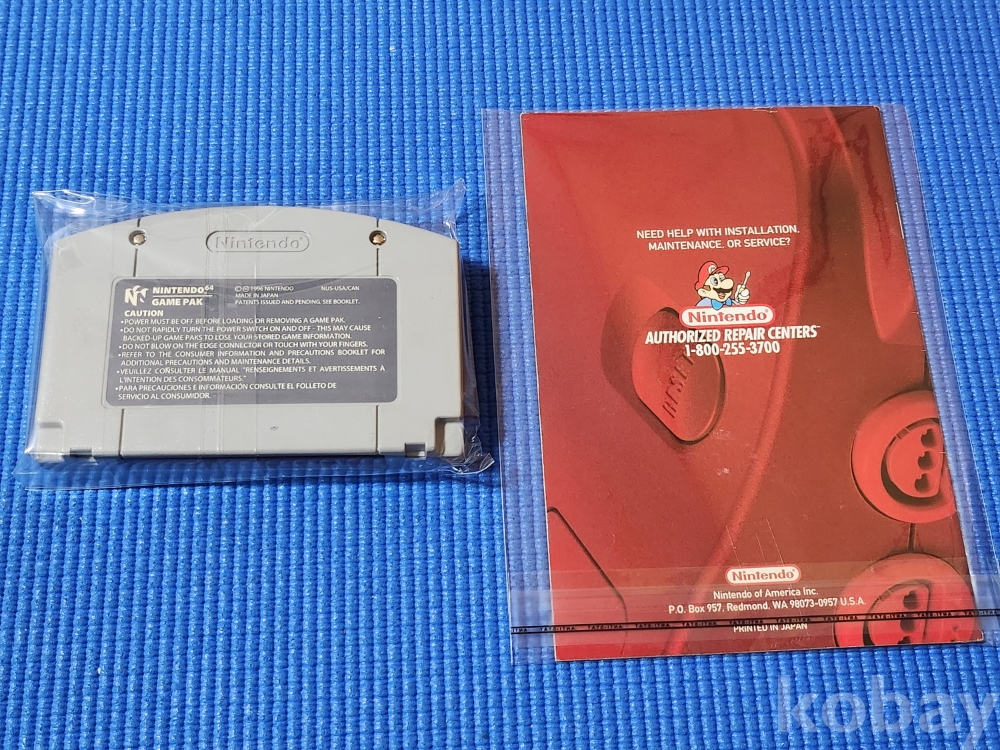 Nintendo®
NINTENDO64
GAME PAK
©1996 NINTENDO
NUS-USA/CAN
MADE IN JAPAN
PATENTS ISSUED AND PENDING. SEE BOOKLET.
CAUTION
•POWER MUST BE OFF BEFORE LOADING OR REMOVING A GAME PAK.
•DO NOT RAPIDLY TURN THE POWER SWITCH ON AND OFF - THIS MAY CAUSE
BACKED-UP GAME PAKS TO LOSE YOUR STORED GAME INFORMATION.
•DO NOT BLOW ON THE EDGE CONNECTOR OR TOUCH WITH YOUR FINGERS.
•REFER TO THE CONSUMER INFORMATION AND PRECAUTIONS BOOKLET FOR
ADDITIONAL PRECAUTIONS AND MAINTENANCE DETAILS.
•VEUILLEZ CONSULTER LE MANUAL "RENSEIGNEMENTS ET AVERTISSEMENTS À
L'INTENTION DES CONSOMMATEURS."
•PARA PRECAUCIONES E INFORMACIÓN CONSULTE EL FOLLETO DE
SERVICIO AL CONSUMIDOR.
NEED HELP WITH INSTALLATION,
MAINTENANCE, OR SERVICE?
Nintendo®
AUTHORIZED REPAIR CENTERS℠
1-800-255-3700
RESET
Nintendo®
Nintendo of America Inc.
P.O. Box 957, Redmond, WA 98073-0957 U.S.A.
PRINTED IN JAPAN
kobay